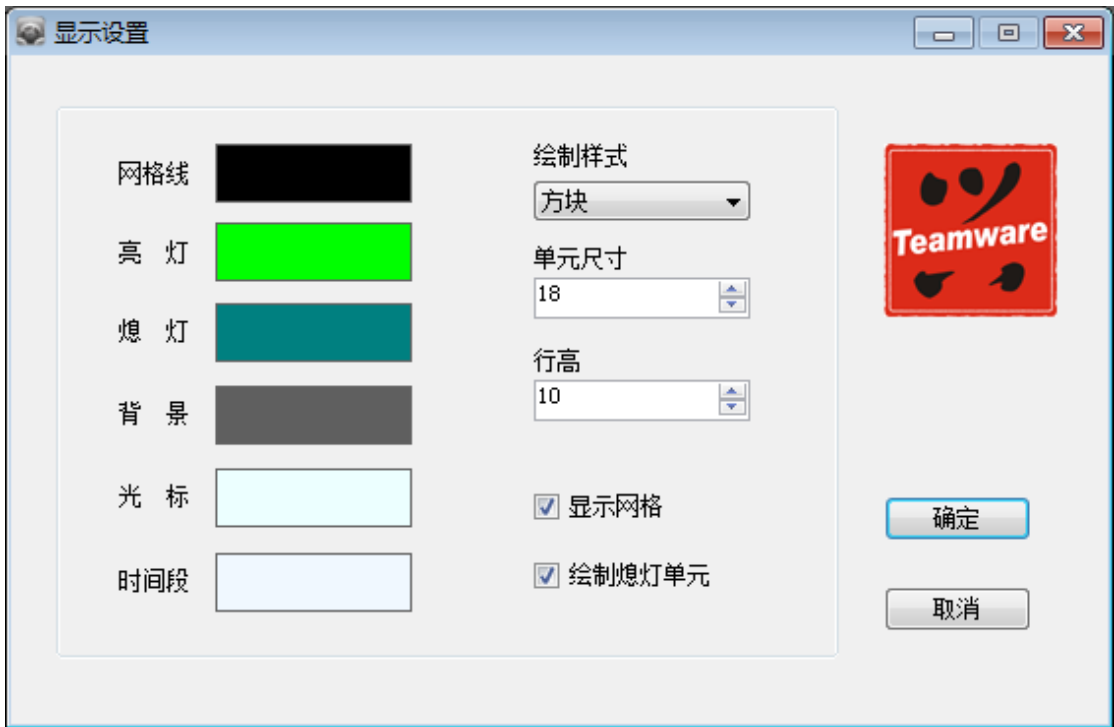 显示设置
网格线
亮 灯
熄 灯
背 景
光 标
时间段
绘制样式
方块
单元尺寸
18
行高
10
显示网格
绘制熄灯单元
Teamware
确定
取消